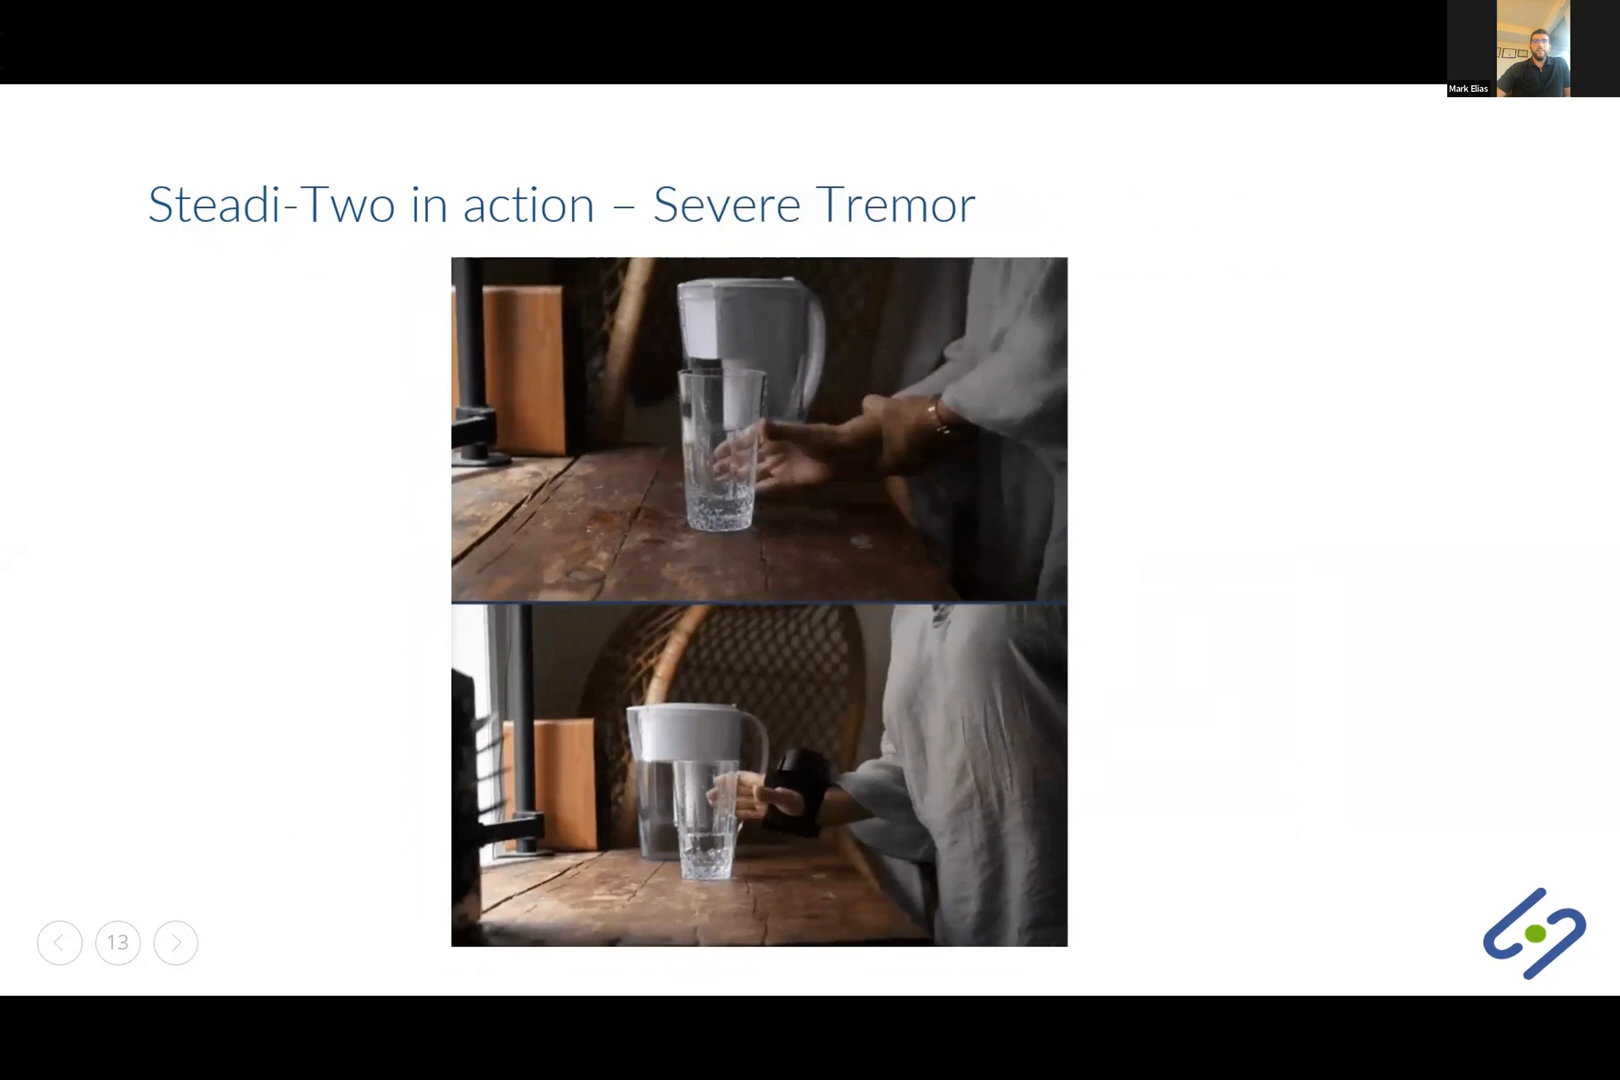 Mark Elias
Steadi-Two in action – Severe Tremor
13